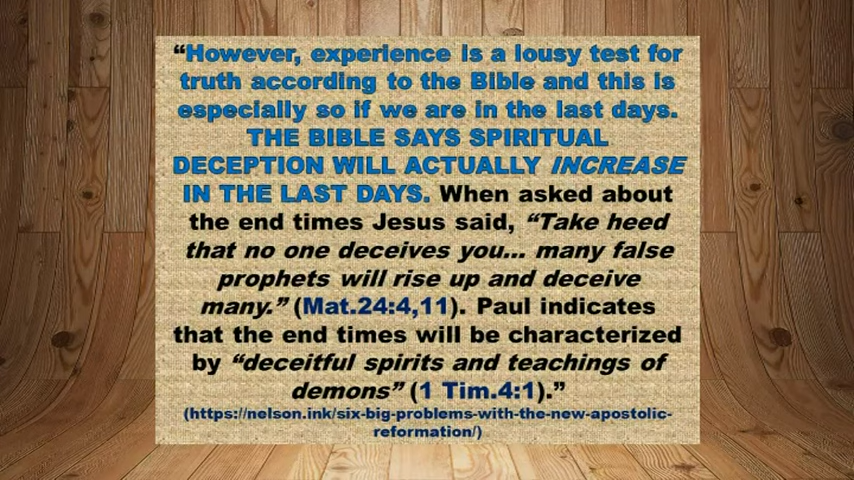 “However, experience is a lousy test for
truth according to the Bible and this is
especially so if we are in the last days.
THE BIBLE SAYS SPIRITUAL
DECEPTION WILL ACTUALLY INCREASE
IN THE LAST DAYS. When asked about
the end times Jesus said, “Take heed
that no one deceives you... many false
prophets will rise up and deceive
many.” (Mat.24:4,11). Paul indicates
that the end times will be characterized
by “deceitful spirits and teachings of
demons” (1 Tim.4:1).”
(https://nelson.ink/six-big-problems-with-the-new-apostolic-
reformation/)